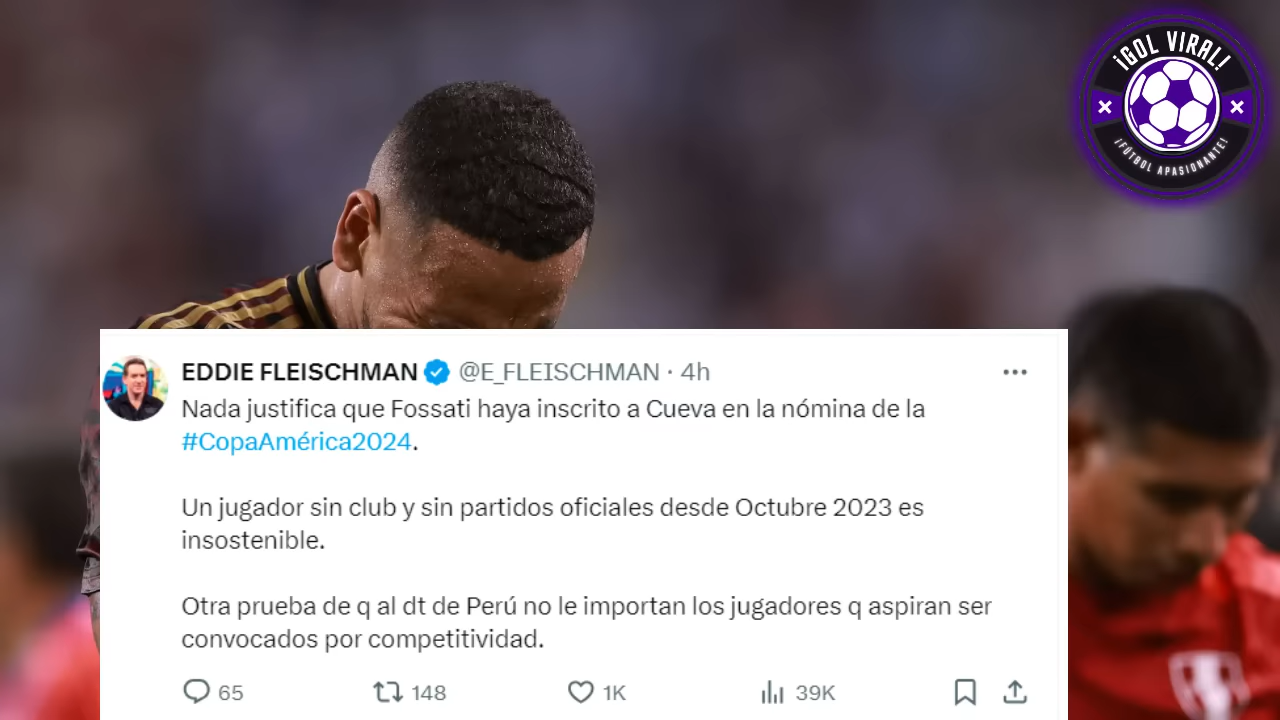 ¡GOL VIRAL!
¡FÚTBOL APASIONANTE!
EDDIE FLEISCHMAN @E_FLEISCHMAN · 4h
Nada justifica que Fossati haya inscrito a Cueva en la nómina de la
#CopaAmérica2024.
Un jugador sin club y sin partidos oficiales desde Octubre 2023 es
insostenible.
Otra prueba de q al dt de Perú no le importan los jugadores q aspiran ser
convocados por competitividad.
65 148 1K 39K